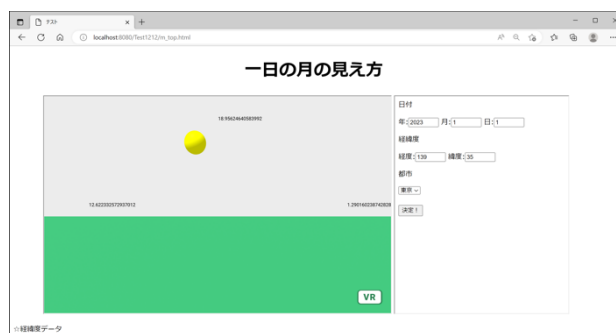 テスト
localhost:8080/Test1212/m_top.html
一日の月の見え方
18.95624640583992
12.622332572937012
1.290160238742828
VR
日付
年:2023 月:1 日:1
経緯度
経度:139 緯度:35
都市
東京
決定！
☆経緯度データ